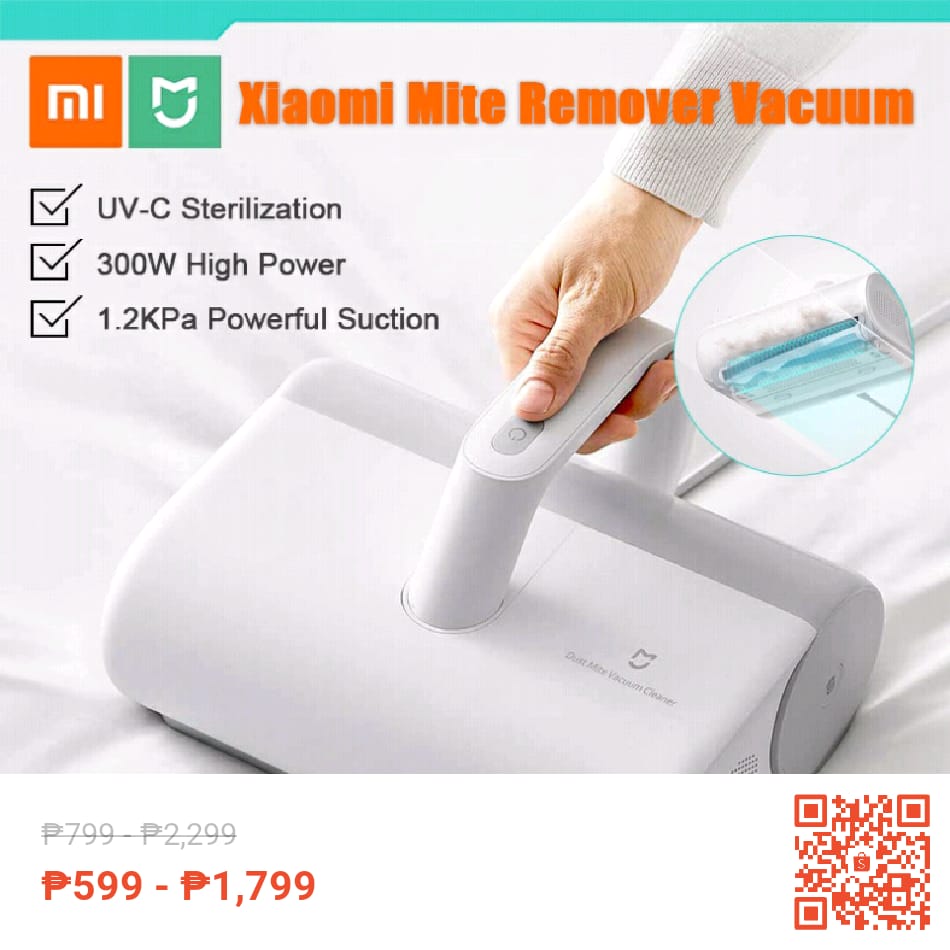 mi
Xiaomi Mite Remover Vacuum
UV-C Sterilization
300W High Power
1.2KPa Powerful Suction
Dust Mite Vacuum Cleaner
₱799 - ₱2,299
₱599 - ₱1,799